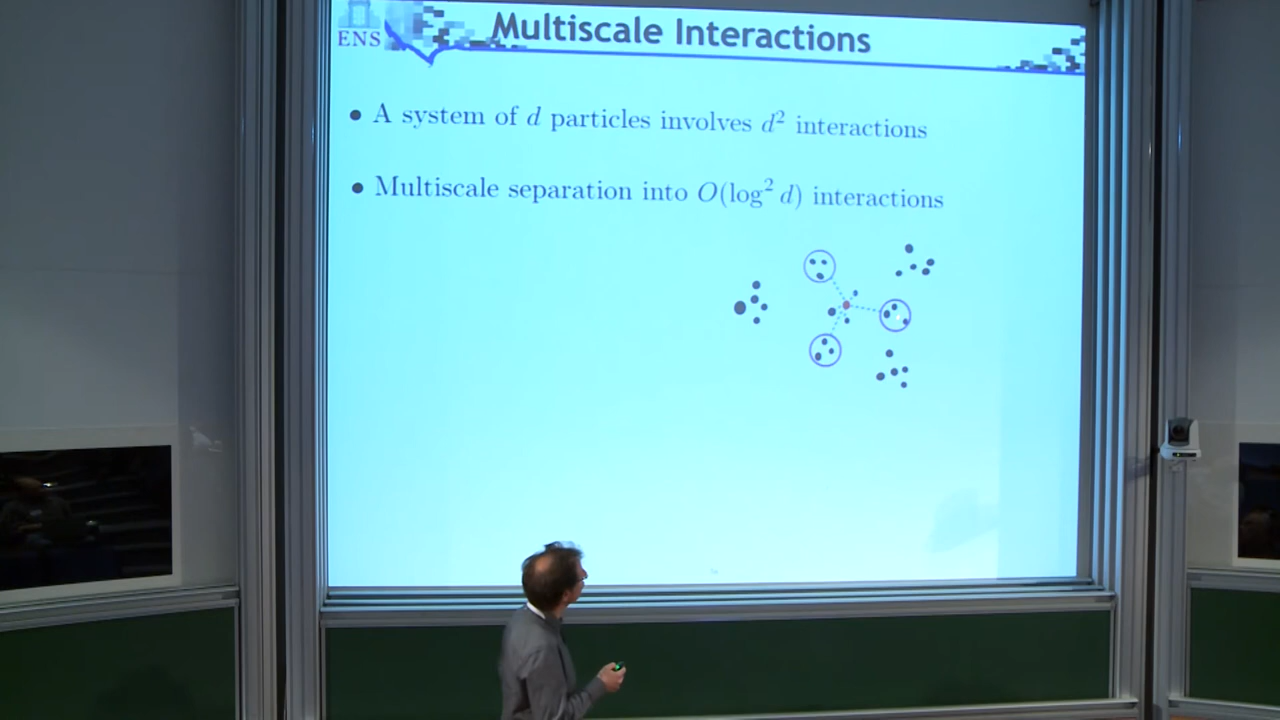 ENS
Multiscale Interactions
• A system of d particles involves d² interactions
• Multiscale separation into O(log² d) interactions